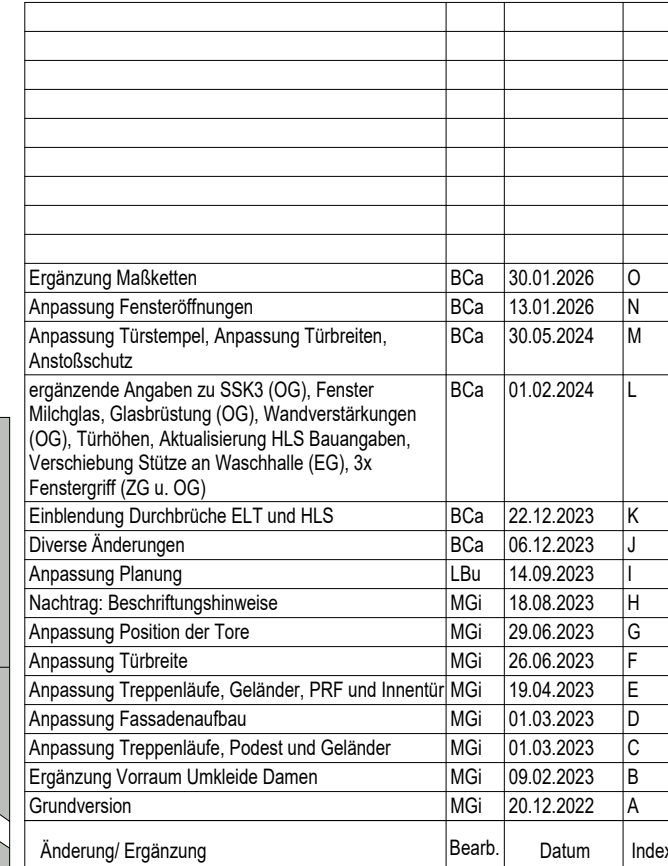 Ergänzung Maßketten BCa 30.01.2026 O
Anpassung Fensteröffnungen BCa 13.01.2026 N
Anpassung Türstempel, Anpassung Türbreiten, BCa 30.05.2024 M
Anstoßschutz
ergänzende Angaben zu SSK3 (OG), Fenster BCa 01.02.2024 L
Milchglas, Glasbrüstung (OG), Wandverstärkungen
(OG), Türhöhen, Aktualisierung HLS Bauangaben,
Verschiebung Stütze an Waschhalle (EG), 3x
Fenstergriff (ZG u. OG)
Einblendung Durchbrüche ELT und HLS BCa 22.12.2023 K
Diverse Änderungen BCa 06.12.2023 J
Anpassung Planung LBu 14.09.2023 I
Nachtrag: Beschriftungshinweise MGi 18.08.2023 H
Anpassung Position der Tore MGi 29.06.2023 G
Anpassung Türbreite MGi 26.06.2023 F
Anpassung Treppenläufe, Geländer, PRF und Innentür MGi 19.04.2023 E
Anpassung Fassadenaufbau MGi 01.03.2023 D
Anpassung Treppenläufe, Podest und Geländer MGi 01.03.2023 C
Ergänzung Vorraum Umkleide Damen MGi 09.02.2023 B
Grundversion MGi 20.12.2022 A
Änderung/ Ergänzung Bearb. Datum Index